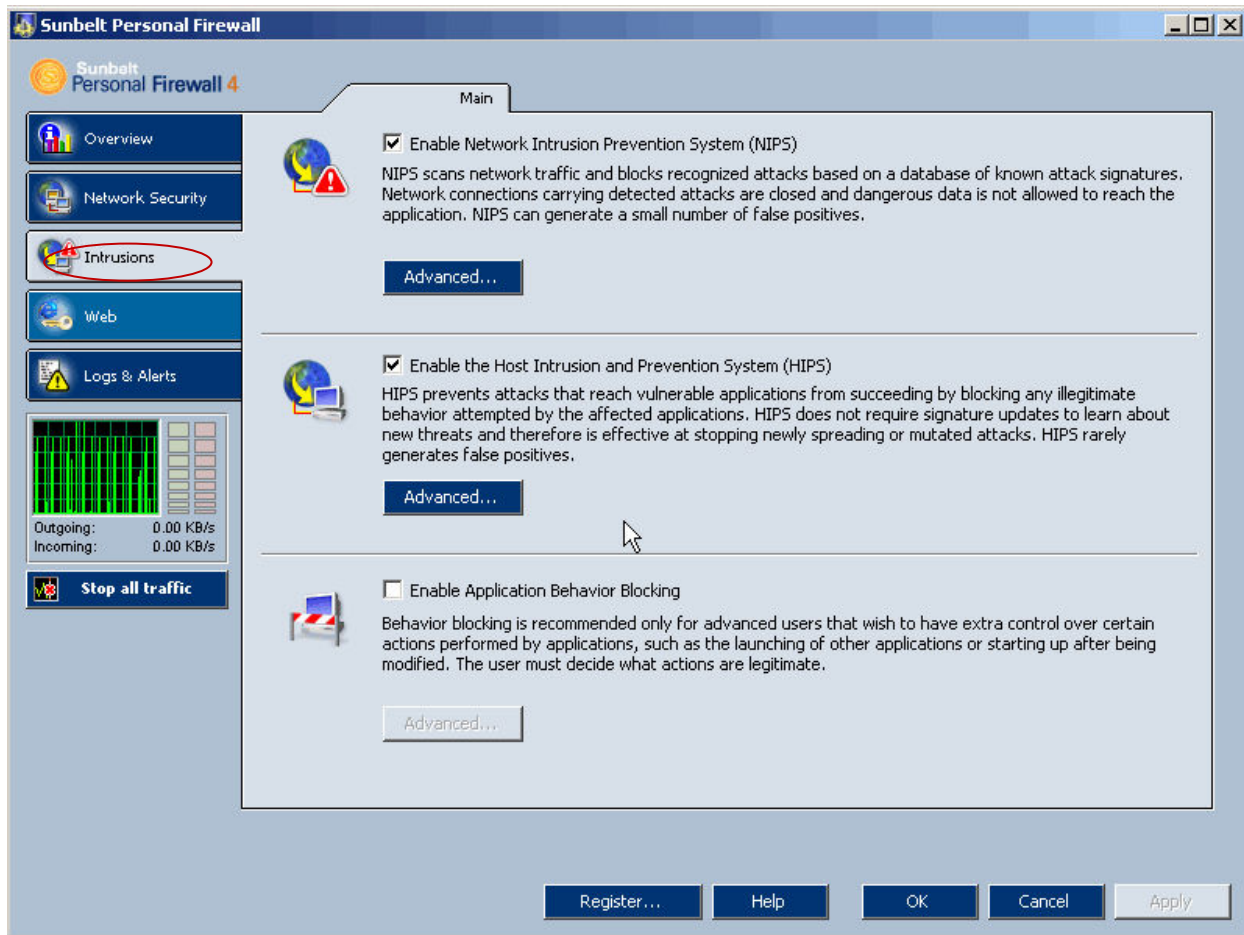 Sunbelt Personal Firewall
Sunbelt
Personal Firewall 4
Main
Overview
Network Security
Intrusions
Web
Logs & Alerts
Outgoing: 0.00 KB/s
Incoming: 0.00 KB/s
Stop all traffic
Enable Network Intrusion Prevention System (NIPS)
NIPS scans network traffic and blocks recognized attacks based on a database of known attack signatures.
Network connections carrying detected attacks are closed and dangerous data is not allowed to reach the
application. NIPS can generate a small number of false positives.
Advanced...
Enable the Host Intrusion and Prevention System (HIPS)
HIPS prevents attacks that reach vulnerable applications from succeeding by blocking any illegitimate
behavior attempted by the affected applications. HIPS does not require signature updates to learn about
new threats and therefore is effective at stopping newly spreading or mutated attacks. HIPS rarely
generates false positives.
Advanced...
Enable Application Behavior Blocking
Behavior blocking is recommended only for advanced users that wish to have extra control over certain
actions performed by applications, such as the launching of other applications or starting up after being
modified. The user must decide what actions are legitimate.
Advanced...
Register... Help OK Cancel Apply